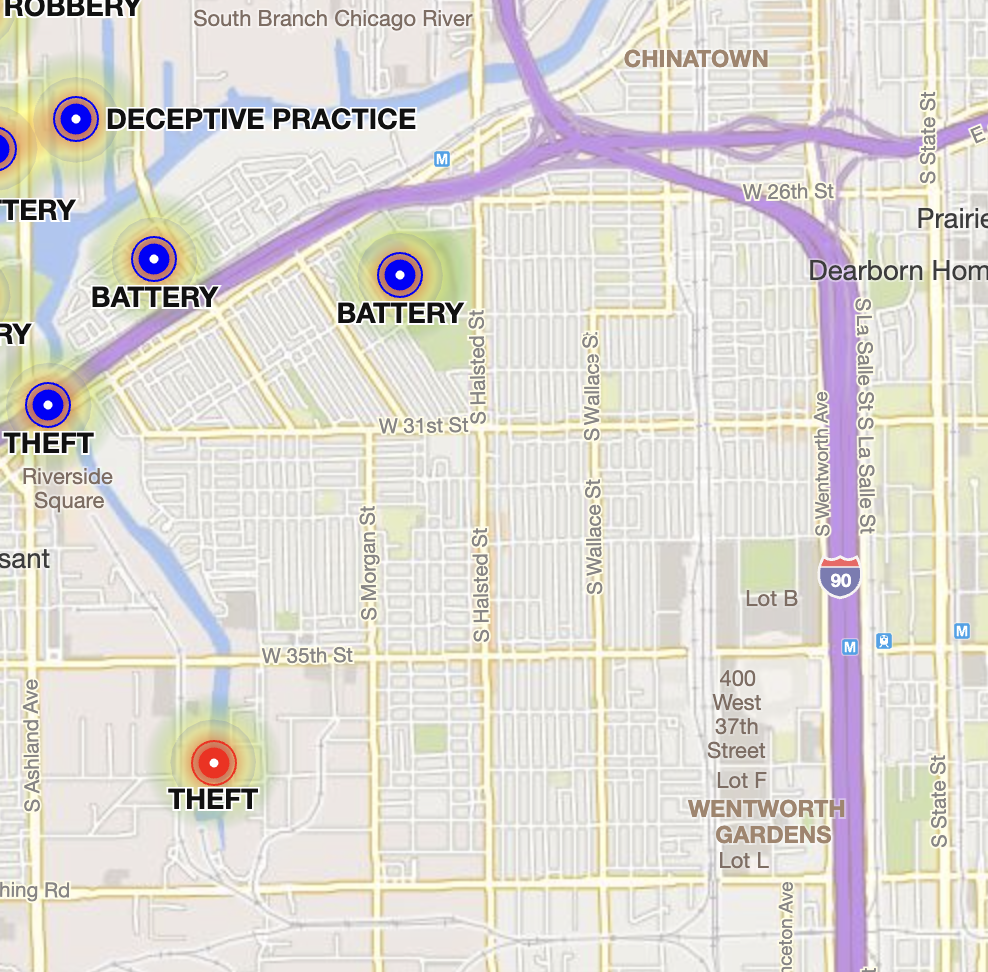 ROBBERY
South Branch Chicago River
CHINATOWN
DECEPTIVE PRACTICE
M
S State St
E
W 26th St
TTERY
Prairie
BATTERY
BATTERY
Dearborn Hom
RY
S Halsted St
S Wallace S
S La Salle St
S La Salle St
S Wentworth Ave
THEFT
W 31st St
Riverside
Square
S Morgan St
S Halsted St
S Wallace St
sant
90
Lot B
M
M
W 35th St
400
West
37th
Street
S Ashland Ave
THEFT
Lot F
S State St
WENTWORTH
GARDENS
Lot L
hing Rd
nceton Ave